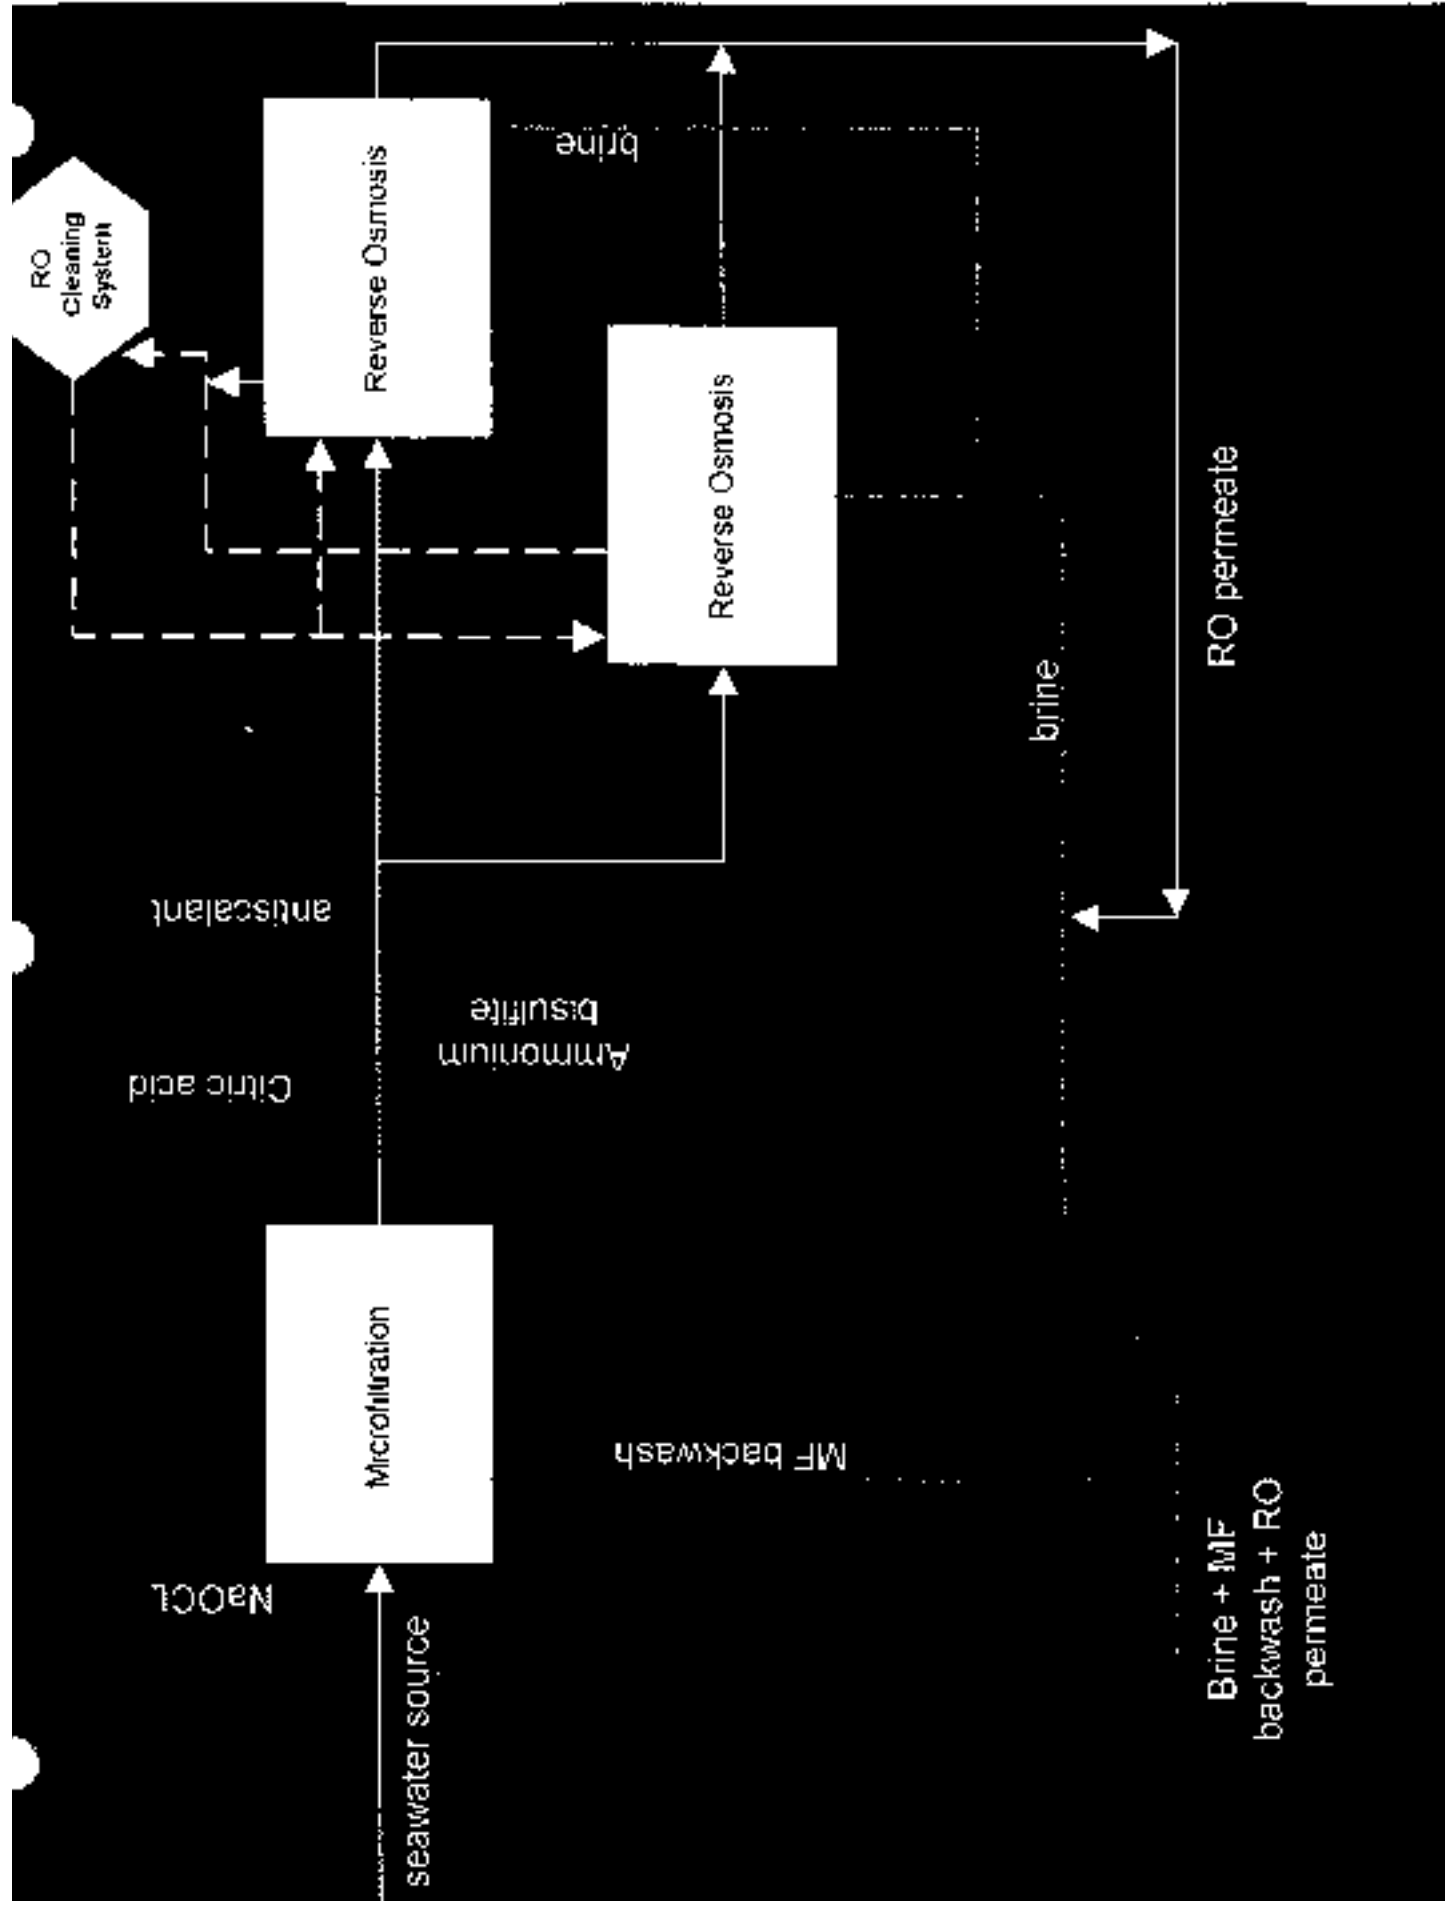 RO
Cleaning
System
Reverse Osmosis
brine
Reverse Osmosis
RO permeate
brine
antiscalant
Ammonium
bisulfite
Citric acid
Microfiltration
MF backwash
NaOCL
seawater source
Brine + MF
backwash + RO
permeate